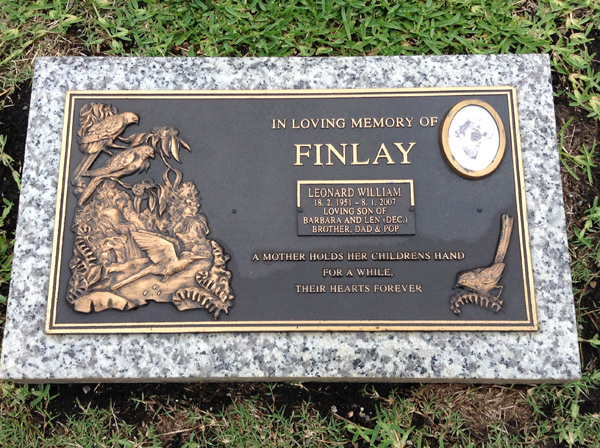 IN LOVING MEMORY OF
FINLAY
LEONARD WILLIAM
18. 2. 1951 – 8. 1. 2007
LOVING SON OF
BARBARA AND LEN (DEC.)
BROTHER, DAD & POP
A MOTHER HOLDS HER CHILDRENS HAND
FOR A WHILE,
THEIR HEARTS FOREVER